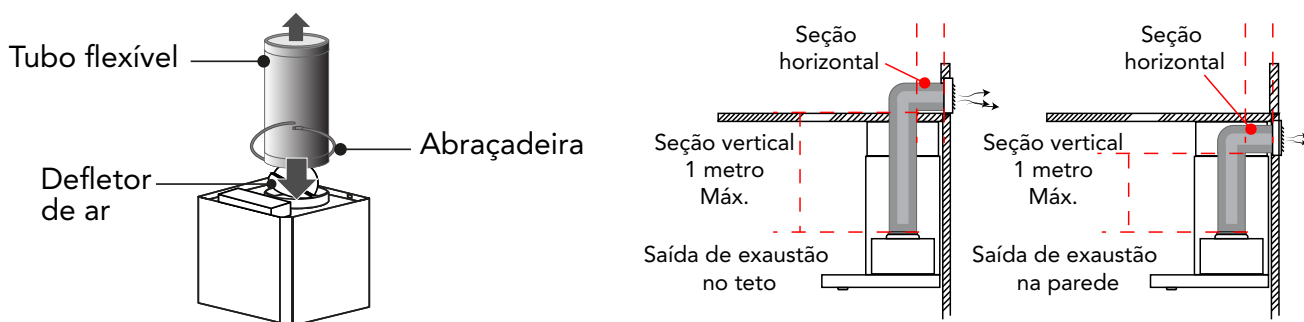 Tubo flexível
Abraçadeira
Defletor
de ar
Seção
horizontal
Seção vertical
1 metro
Máx.
Saída de exaustão
no teto
Seção
horizontal
Seção vertical
1 metro
Máx.
Saída de exaustão
na parede